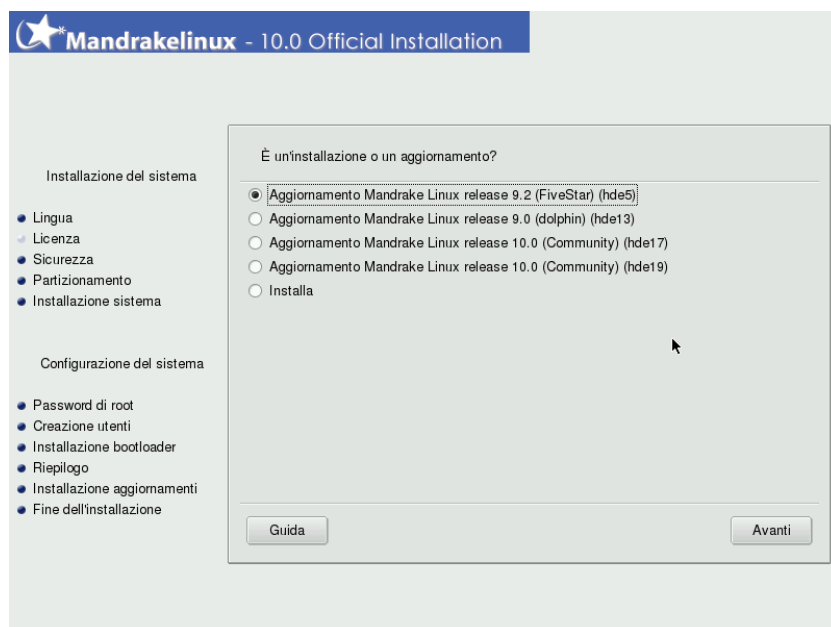 Mandrakelinux - 10.0 Official Installation
Installazione del sistema
Lingua
Licenza
Sicurezza
Partizionamento
Installazione sistema
Configurazione del sistema
Password di root
Creazione utenti
Installazione bootloader
Riepilogo
Installazione aggiornamenti
Fine dell'installazione
È un'installazione o un aggiornamento?
Aggiornamento Mandrake Linux release 9.2 (FiveStar) (hde5)
Aggiornamento Mandrake Linux release 9.0 (dolphin) (hde13)
Aggiornamento Mandrake Linux release 10.0 (Community) (hde17)
Aggiornamento Mandrake Linux release 10.0 (Community) (hde19)
Installa
Guida
Avanti